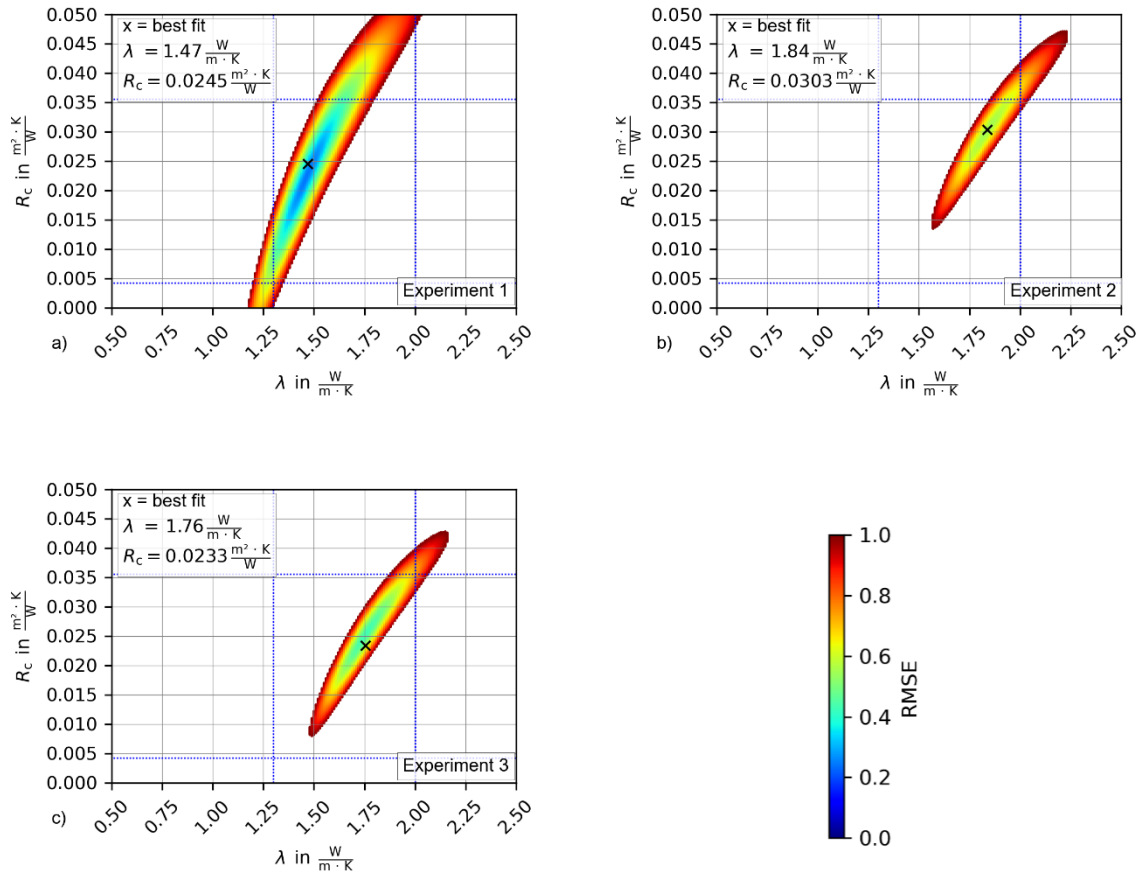 0.050
0.045
0.040
0.035
0.030
0.025
0.020
0.015
0.010
0.005
0.000
R_c in m² · K / W
x = best fit
λ = 1.47 W / m · K
R_c = 0.0245 m² · K / W
Experiment 1
0.50 0.75 1.00 1.25 1.50 1.75 2.00 2.25 2.50
a)
λ in W / m · K
0.050
0.045
0.040
0.035
0.030
0.025
0.020
0.015
0.010
0.005
0.000
R_c in m² · K / W
x = best fit
λ = 1.84 W / m · K
R_c = 0.0303 m² · K / W
Experiment 2
0.50 0.75 1.00 1.25 1.50 1.75 2.00 2.25 2.50
b)
λ in W / m · K
0.050
0.045
0.040
0.035
0.030
0.025
0.020
0.015
0.010
0.005
0.000
R_c in m² · K / W
x = best fit
λ = 1.76 W / m · K
R_c = 0.0233 m² · K / W
Experiment 3
0.50 0.75 1.00 1.25 1.50 1.75 2.00 2.25 2.50
c)
λ in W / m · K
1.0
0.8
0.6
0.4
0.2
0.0
RMSE